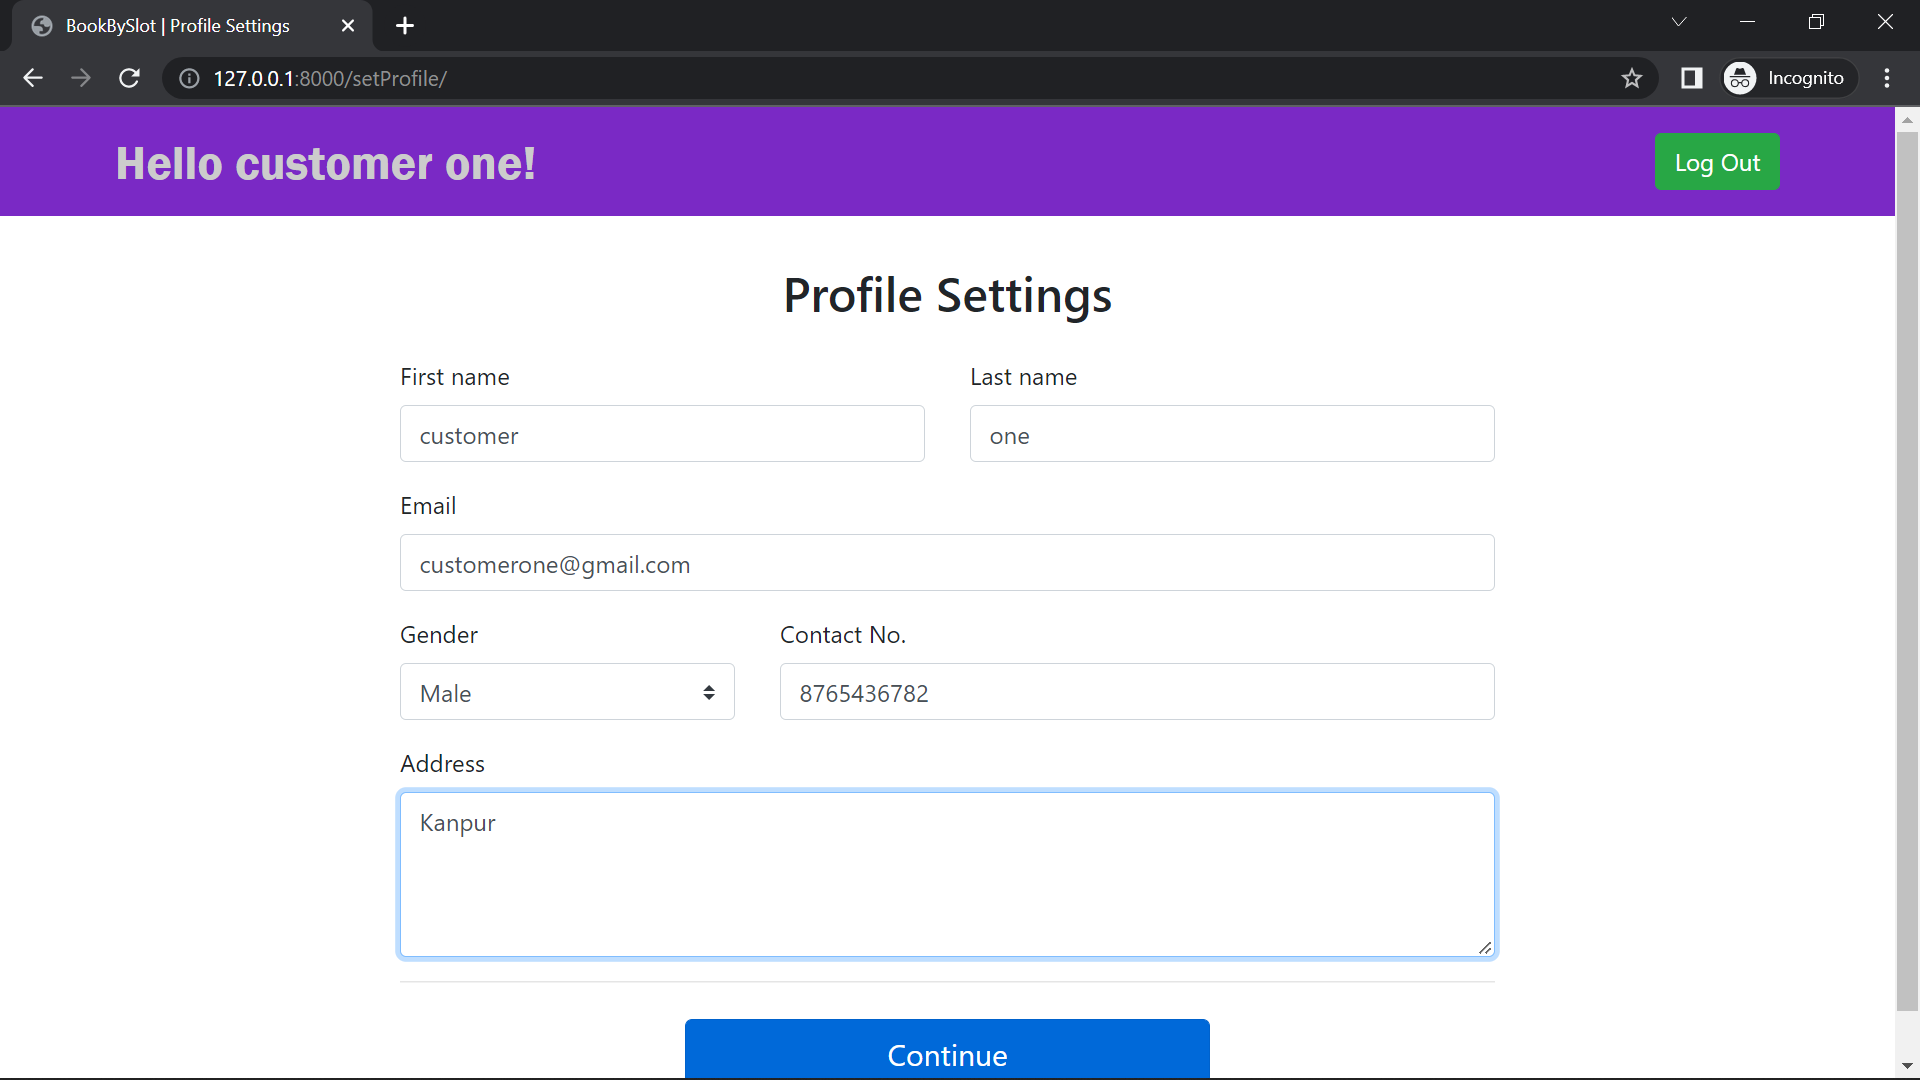 BookBySlot | Profile Settings
127.0.0.1:8000/setProfile/
Incognito
Hello customer one!
Log Out
Profile Settings
First name
Last name
customer
one
Email
customerone@gmail.com
Gender
Contact No.
Male
8765436782
Address
Kanpur
Continue